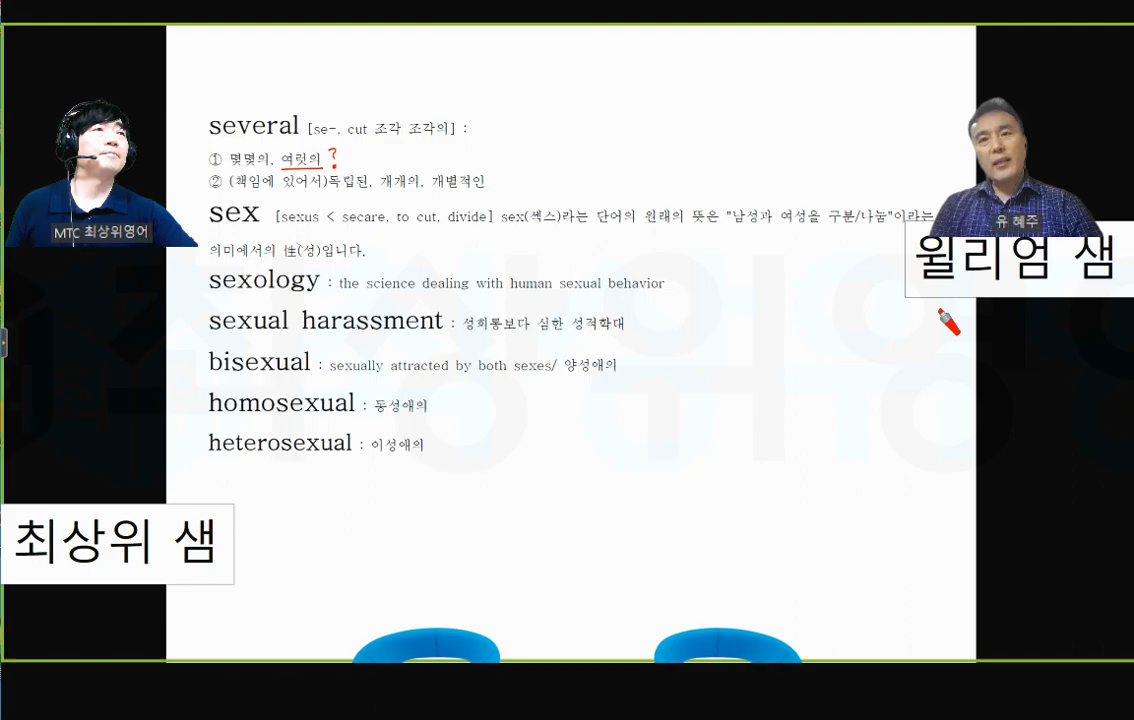 several [se-, cut 조각 조각의] :
① 몇몇의, 여럿의 ?
② (책임에 있어서)독립된, 개개의, 개별적인
sex [sexus < secare, to cut, divide] sex(섹스)라는 단어의 원래의 뜻은 "남성과 여성을 구분/나눔"이라는
의미에서의 性(성)입니다.
sexology : the science dealing with human sexual behavior
sexual harassment : 성희롱보다 심한 성적학대
bisexual : sexually attracted by both sexes/ 양성애의
homosexual : 동성애의
heterosexual : 이성애의
MTC 최상위영어
유 혜주
윌리엄 샘
최상위 샘